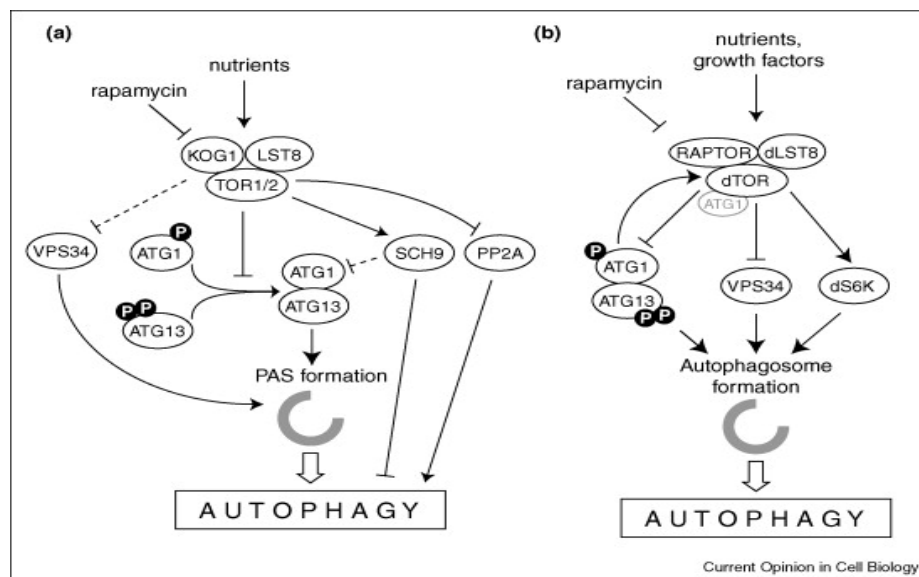 (a)
nutrients
rapamycin
KOG1
LST8
TOR1/2
VPS34
P
ATG1
P P
ATG13
ATG1
ATG13
SCH9
PP2A
PAS formation
AUTOPHAGY
(b)
nutrients,
growth factors
rapamycin
RAPTOR
dLST8
dTOR
ATG1
P
ATG1
ATG13
P P
VPS34
dS6K
Autophagosome
formation
AUTOPHAGY
Current Opinion in Cell Biology